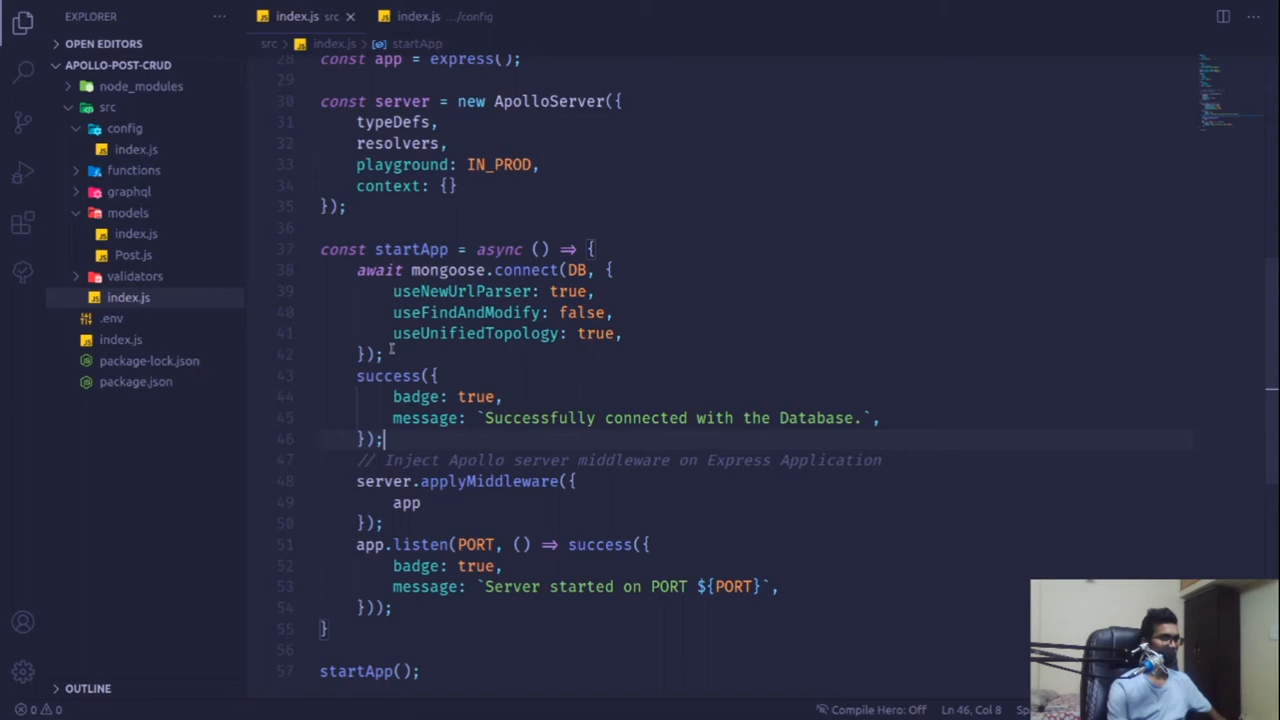 EXPLORER
index.js src
index.js .../config
OPEN EDITORS
src
index.js
startApp
APOLLO-POST-CRUD
node_modules
src
config
index.js
functions
graphql
models
index.js
Post.js
validators
index.js
.env
index.js
package-lock.json
package.json
OUTLINE
28 const app = express();
29
30 const server = new ApolloServer({
31 typeDefs,
32 resolvers,
33 playground: IN_PROD,
34 context: {}
35 });
36
37 const startApp = async () => {
38 await mongoose.connect(DB, {
39 useNewUrlParser: true,
40 useFindAndModify: false,
41 useUnifiedTopology: true,
42 });
43 success({
44 badge: true,
45 message: `Successfully connected with the Database.`,
46 });
47 // Inject Apollo server middleware on Express Application
48 server.applyMiddleware({
49 app
50 });
51 app.listen(PORT, () => success({
52 badge: true,
53 message: `Server started on PORT ${PORT}`,
54 }));
55 }
56
57 startApp();
0 0
Compile Hero: Off
Ln 46, Col 8